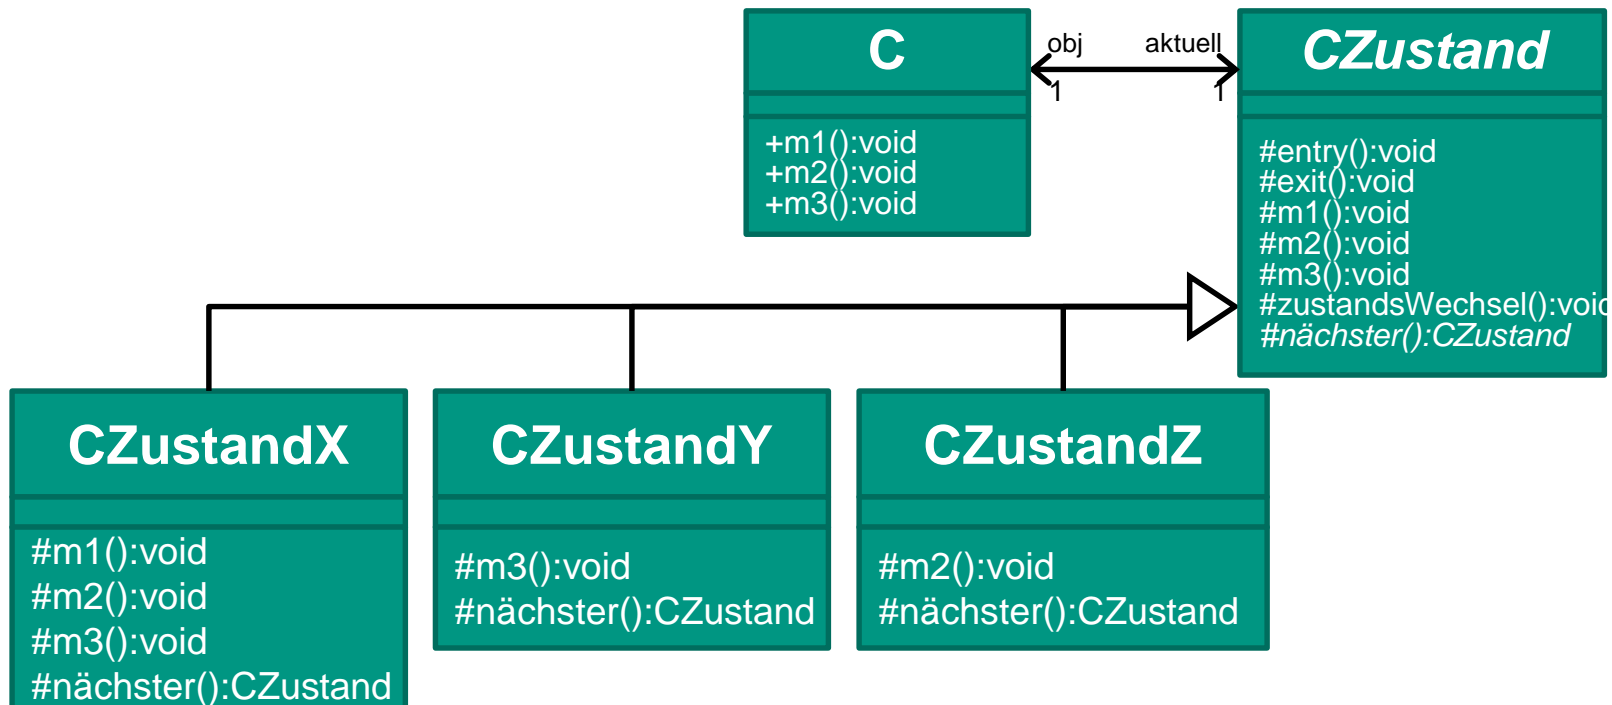 C
obj
aktuell
1
1
+m1():void
+m2():void
+m3():void
CZustand
#entry():void
#exit():void
#m1():void
#m2():void
#m3():void
#zustandsWechsel():void
#nächster():CZustand
CZustandX
#m1():void
#m2():void
#m3():void
#nächster():CZustand
CZustandY
#m3():void
#nächster():CZustand
CZustandZ
#m2():void
#nächster():CZustand